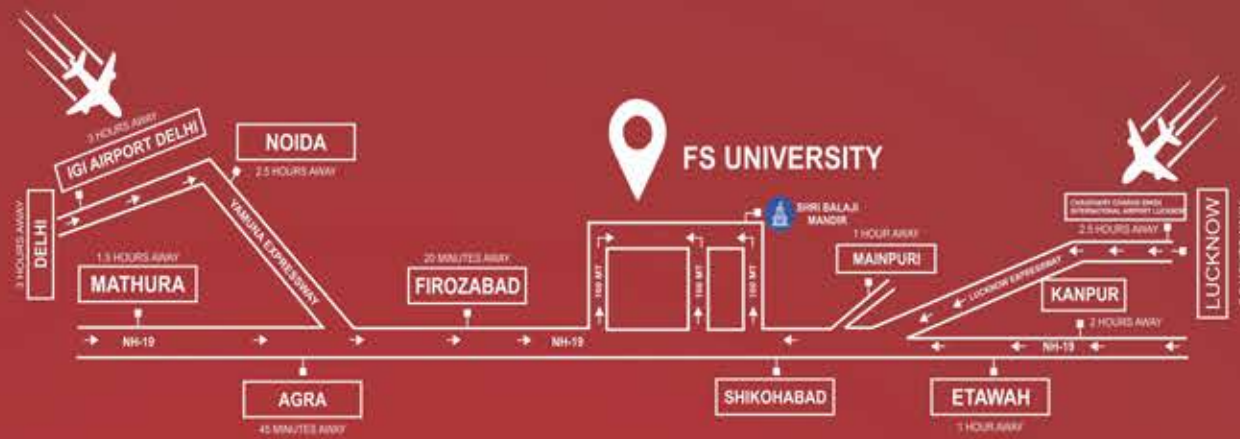 3 HOURS AWAY
IGI AIRPORT DELHI
NOIDA
2.5 HOURS AWAY
3 HOURS AWAY
DELHI
YAMUNA EXPRESSWAY
1.5 HOURS AWAY
MATHURA
20 MINUTES AWAY
FIROZABAD
NH-19
NH-19
AGRA
45 MINUTES AWAY
FS UNIVERSITY
SHRI BALAJI
MANDIR
100 MT
100 MT
100 MT
SHIKOHABAD
1 HOUR AWAY
MAINPURI
CHAUDHARY CHARAN SINGH
INTERNATIONAL AIRPORT LUCKNOW
2.5 HOURS AWAY
LUCKNOW
LUCKNOW EXPRESSWAY
KANPUR
2 HOURS AWAY
NH-19
ETAWAH
1 HOUR AWAY